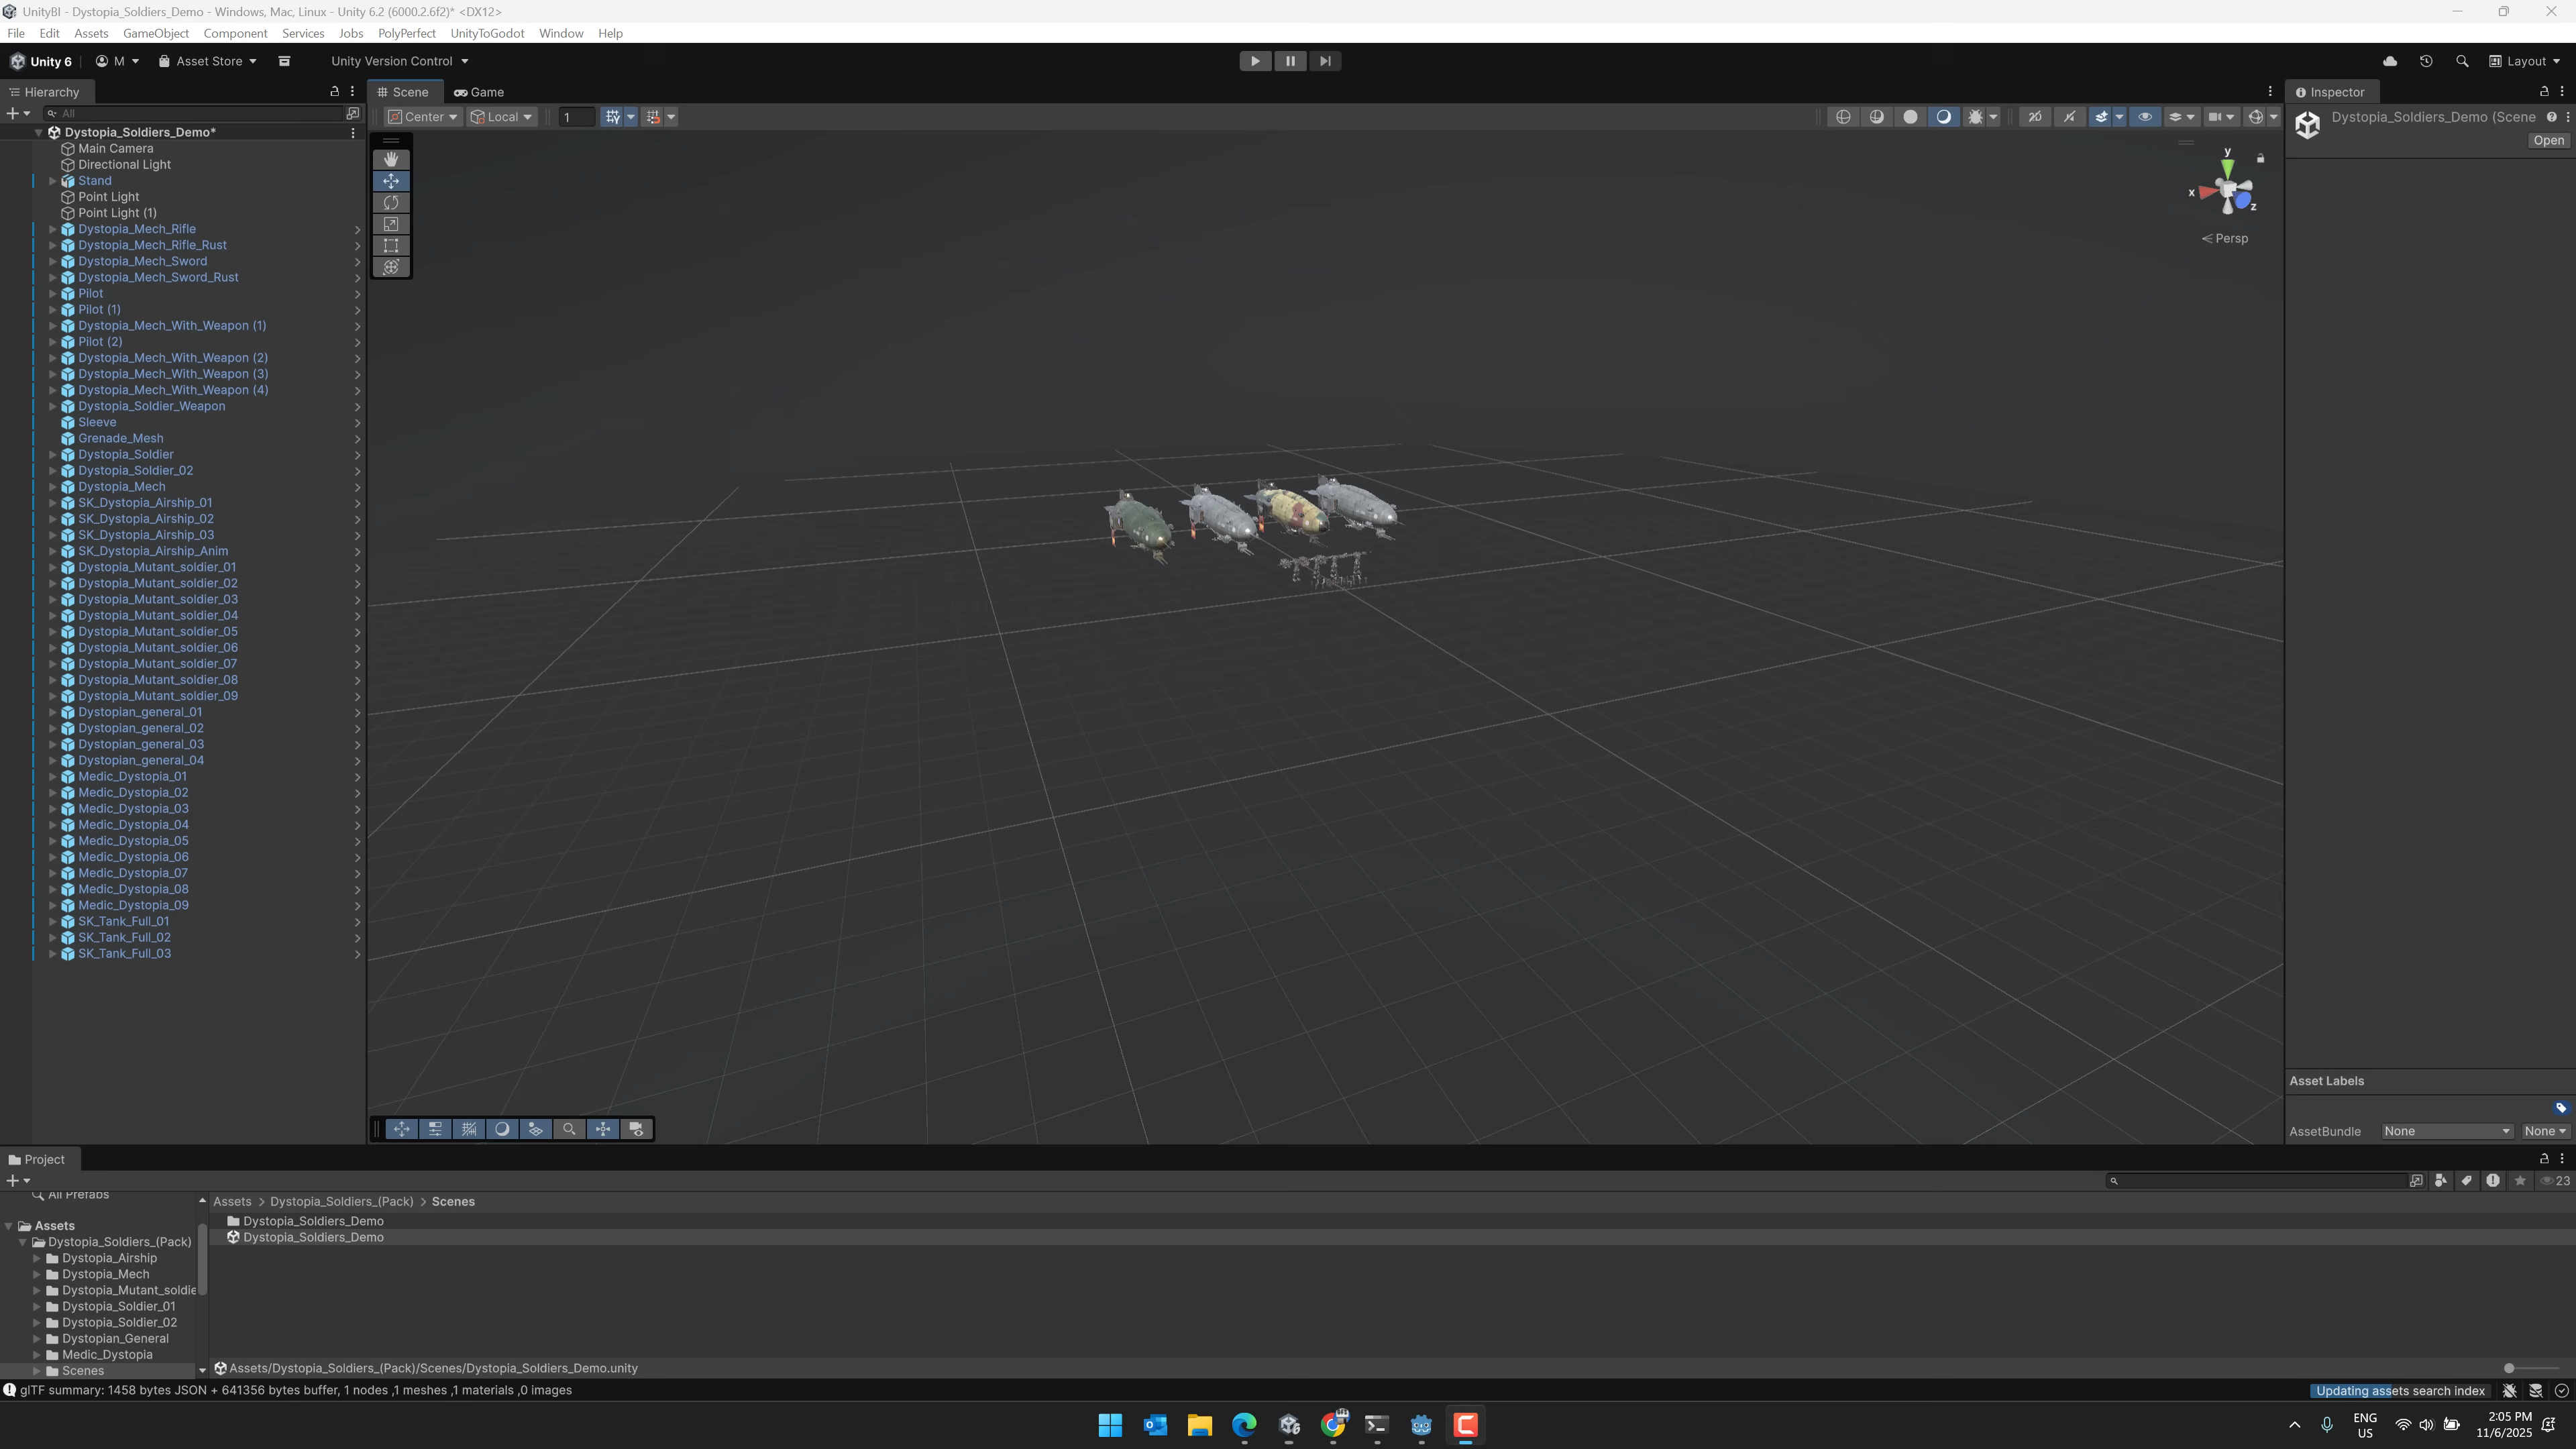 UnityBI - Dystopia_Soldiers_Demo - Windows, Mac, Linux - Unity 6.2 (6000.2.6f2)* <DX12>
File Edit Assets GameObject Component Services Jobs PolyPerfect UnityToGodot Window Help
Unity 6 M Asset Store Unity Version Control Layout
Hierarchy Scene Game Inspector
All Center Local 1 Dystopia_Soldiers_Demo (Scene
Open
Dystopia_Soldiers_Demo*
Main Camera
Directional Light
Stand
Point Light
Point Light (1)
Dystopia_Mech_Rifle
Dystopia_Mech_Rifle_Rust
Dystopia_Mech_Sword
Dystopia_Mech_Sword_Rust
Pilot
Pilot (1)
Dystopia_Mech_With_Weapon (1)
Pilot (2)
Dystopia_Mech_With_Weapon (2)
Dystopia_Mech_With_Weapon (3)
Dystopia_Mech_With_Weapon (4)
Dystopia_Soldier_Weapon
Sleeve
Grenade_Mesh
Dystopia_Soldier
Dystopia_Soldier_02
Dystopia_Mech
SK_Dystopia_Airship_01
SK_Dystopia_Airship_02
SK_Dystopia_Airship_03
SK_Dystopia_Airship_Anim
Dystopia_Mutant_soldier_01
Dystopia_Mutant_soldier_02
Dystopia_Mutant_soldier_03
Dystopia_Mutant_soldier_04
Dystopia_Mutant_soldier_05
Dystopia_Mutant_soldier_06
Dystopia_Mutant_soldier_07
Dystopia_Mutant_soldier_08
Dystopia_Mutant_soldier_09
Dystopian_general_01
Dystopian_general_02
Dystopian_general_03
Dystopian_general_04
Medic_Dystopia_01
Medic_Dystopia_02
Medic_Dystopia_03
Medic_Dystopia_04
Medic_Dystopia_05
Medic_Dystopia_06
Medic_Dystopia_07
Medic_Dystopia_08
Medic_Dystopia_09
SK_Tank_Full_01
SK_Tank_Full_02
SK_Tank_Full_03
y
x
z
< Persp
Asset Labels
AssetBundle None None
Project
23
All Prefabs
Assets > Dystopia_Soldiers_(Pack) > Scenes
Dystopia_Soldiers_Demo
Dystopia_Soldiers_Demo
Assets
Dystopia_Soldiers_(Pack)
Dystopia_Airship
Dystopia_Mech
Dystopia_Mutant_soldie
Dystopia_Soldier_01
Dystopia_Soldier_02
Dystopian_General
Medic_Dystopia
Scenes
Assets/Dystopia_Soldiers_(Pack)/Scenes/Dystopia_Soldiers_Demo.unity
glTF summary: 1458 bytes JSON + 641356 bytes buffer, 1 nodes ,1 meshes ,1 materials ,0 images
Updating assets search index
ENG
US
2:05 PM
11/6/2025